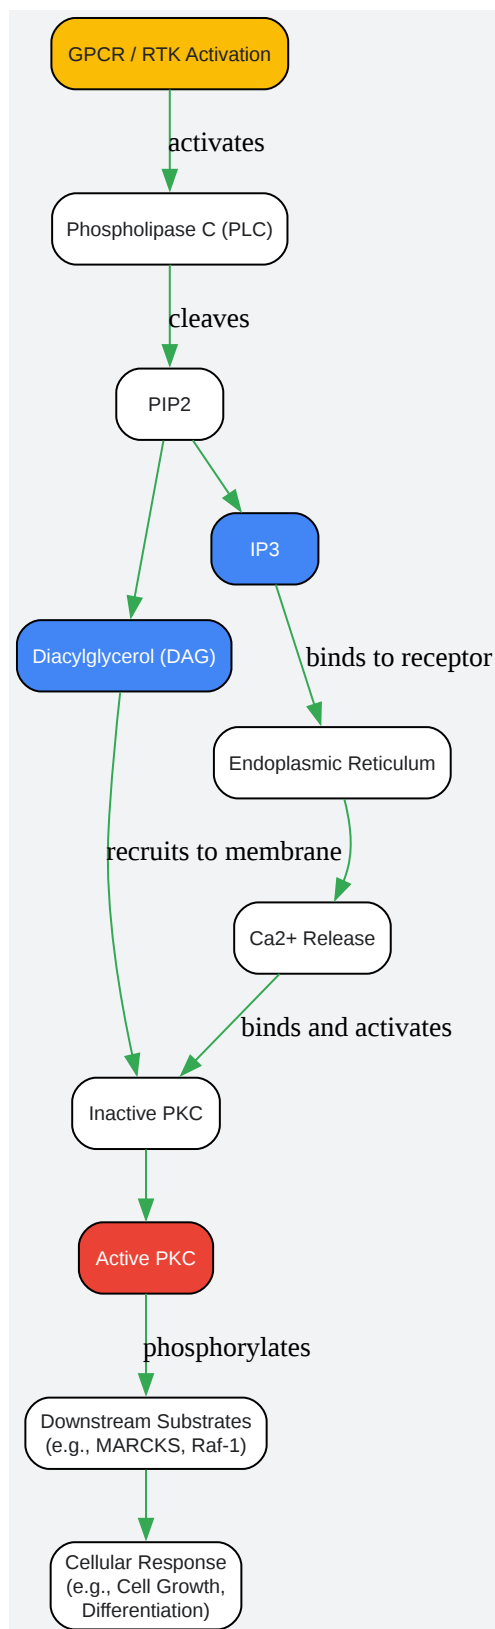 GPCR / RTK Activation
activates
Phospholipase C (PLC)
cleaves
PIP2
IP3
Diacylglycerol (DAG)
binds to receptor
Endoplasmic Reticulum
recruits to membrane
Ca2+ Release
binds and activates
Inactive PKC
Active PKC
phosphorylates
Downstream Substrates
(e.g., MARCKS, Raf-1)
Cellular Response
(e.g., Cell Growth,
Differentiation)